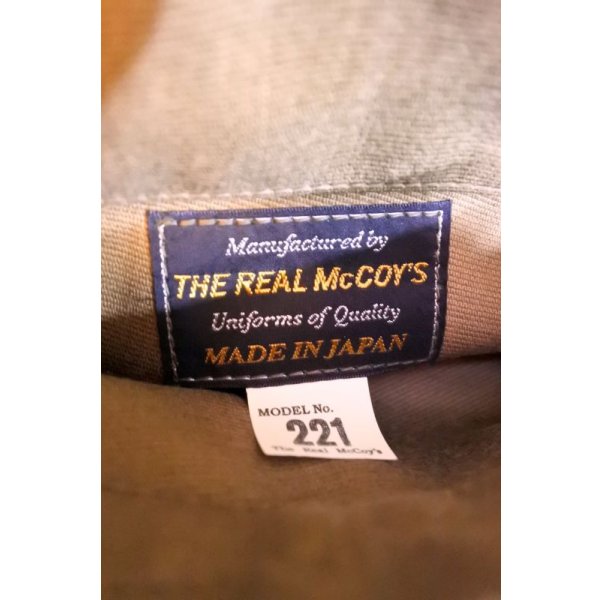 Manufactured by
THE REAL McCOY'S
Uniforms of Quality
MADE IN JAPAN
MODEL No.
221
The Real McCoy's